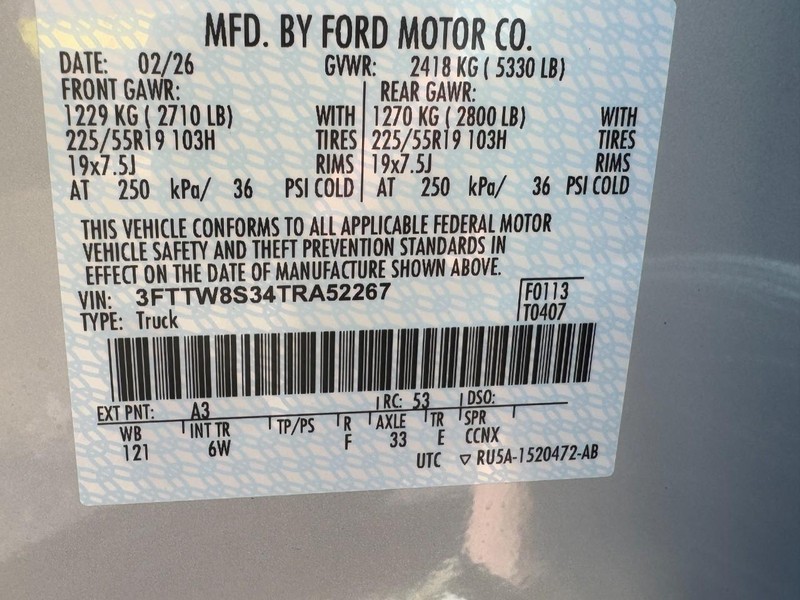 MFD. BY FORD MOTOR CO.
DATE: 02/26 GVWR: 2418 KG ( 5330 LB)
FRONT GAWR: REAR GAWR:
1229 KG ( 2710 LB) WITH 1270 KG ( 2800 LB) WITH
225/55R19 103H TIRES 225/55R19 103H TIRES
19x7.5J RIMS 19x7.5J RIMS
AT 250 kPa/ 36 PSI COLD AT 250 kPa/ 36 PSI COLD
THIS VEHICLE CONFORMS TO ALL APPLICABLE FEDERAL MOTOR
VEHICLE SAFETY AND THEFT PREVENTION STANDARDS IN
EFFECT ON THE DATE OF MANUFACTURE SHOWN ABOVE.
VIN: 3FTTW8S34TRA52267 F0113
TYPE: Truck T0407
EXT PNT: A3 RC: 53 DSO:
WB INT TR TP/PS R AXLE TR SPR
121 6W F 33 E CCNX
UTC ▽ RU5A-1520472-AB